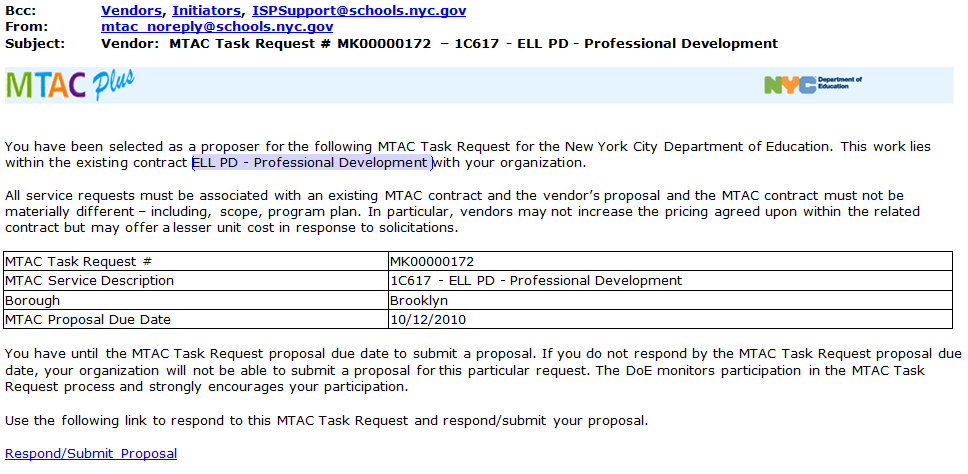 Bcc: Vendors, Initiators, ISPSupport@schools.nyc.gov
From: mtac_noreply@schools.nyc.gov
Subject: Vendor: MTAC Task Request # MK00000172 – 1C617 - ELL PD - Professional Development
MTAC Plus NYC Department of Education
You have been selected as a proposer for the following MTAC Task Request for the New York City Department of Education. This work lies
within the existing contract ELL PD - Professional Development with your organization.
All service requests must be associated with an existing MTAC contract and the vendor’s proposal and the MTAC contract must not be
materially different – including, scope, program plan. In particular, vendors may not increase the pricing agreed upon within the related
contract but may offer a lesser unit cost in response to solicitations.
MTAC Task Request # MK00000172
MTAC Service Description 1C617 - ELL PD - Professional Development
Borough Brooklyn
MTAC Proposal Due Date 10/12/2010
You have until the MTAC Task Request proposal due date to submit a proposal. If you do not respond by the MTAC Task Request proposal due
date, your organization will not be able to submit a proposal for this particular request. The DoE monitors participation in the MTAC Task
Request process and strongly encourages your participation.
Use the following link to respond to this MTAC Task Request and respond/submit your proposal.
Respond/Submit Proposal